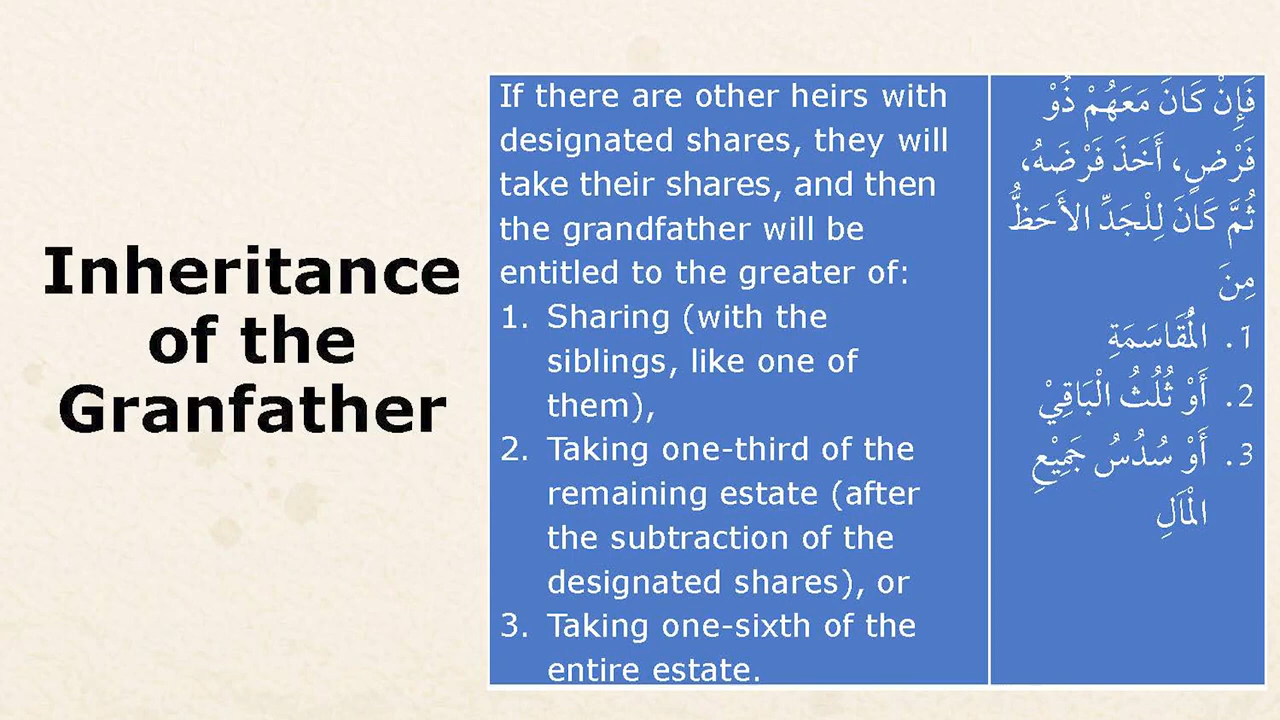 Inheritance
of the
Granfather
If there are other heirs with
designated shares, they will
take their shares, and then
the grandfather will be
entitled to the greater of:
1. Sharing (with the
siblings, like one of
them),
2. Taking one-third of the
remaining estate (after
the subtraction of the
designated shares), or
3. Taking one-sixth of the
entire estate.
فَإِنْ كَانَ مَعَهُمْ ذُوْ
فَرْضٍ، أَخَذَ فَرْضَهُ،
ثُمَّ كَانَ لِلْجَدِّ الأَحَظُّ
مِنَ
1. الْمُقَاسَمَةِ
2. أَوْ ثُلُثُ الْبَاقِيْ
3. أَوْ سُدُسُ جَمِيْعِ
الْمَالِ